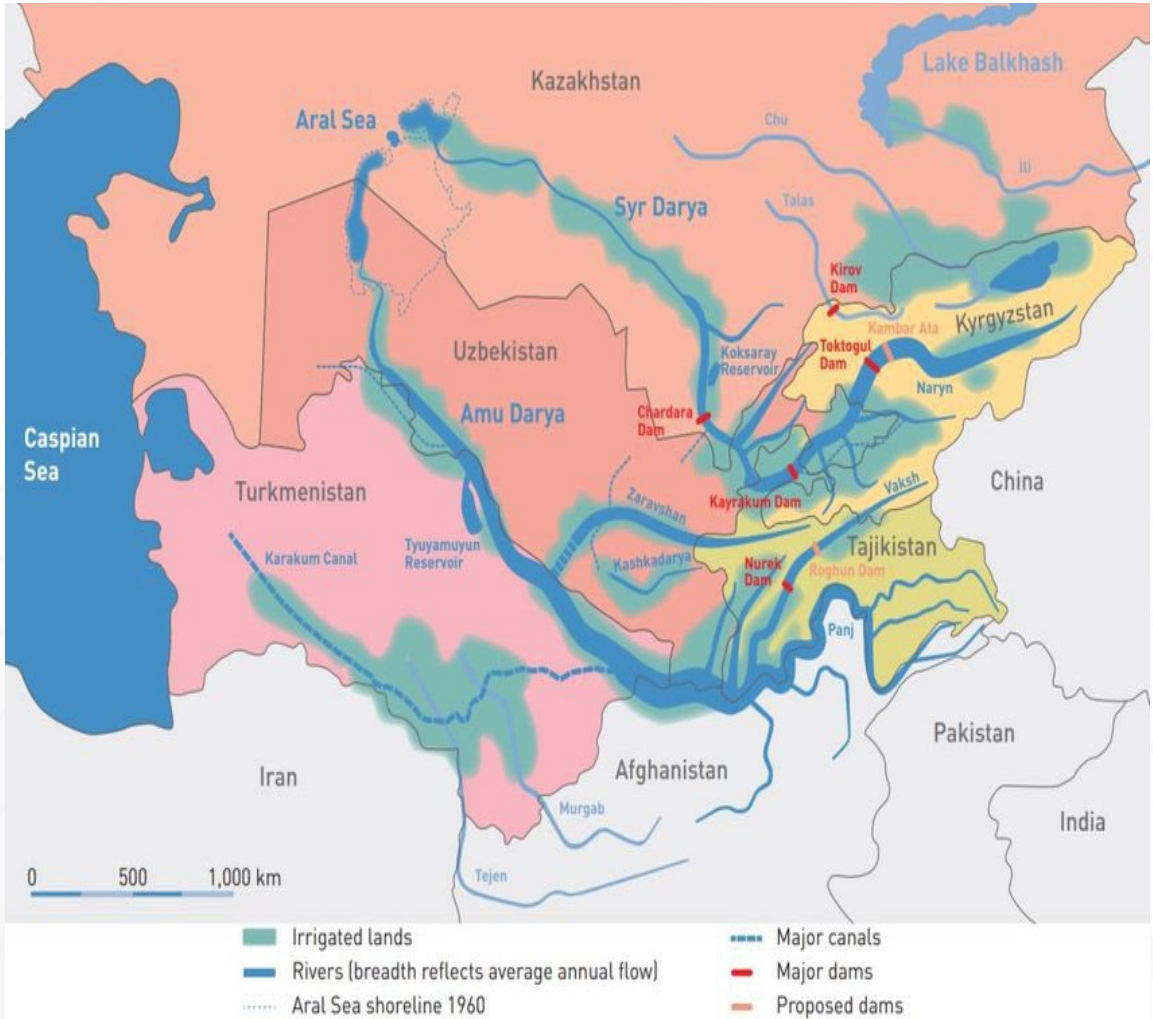 Lake Balkhash
Kazakhstan
Aral Sea
Chu
Ili
Talas
Syr Darya
Kirov
Dam
Kyrgyzstan
Kambar Ata
Toktogul
Dam
Uzbekistan
Koksaray
Reservoir
Naryn
Amu Darya
Chardara
Dam
Caspian
Sea
China
Turkmenistan
Vaksh
Zaravshan
Kayrakum Dam
Tyuyamuyun
Reservoir
Karakum Canal
Kashkadarya
Tajikistan
Nurek
Dam
Roghun Dam
Panj
Pakistan
Iran
Afghanistan
Murgab
India
Tejen
0 500 1,000 km
Irrigated lands
Rivers (breadth reflects average annual flow)
Aral Sea shoreline 1960
Major canals
Major dams
Proposed dams